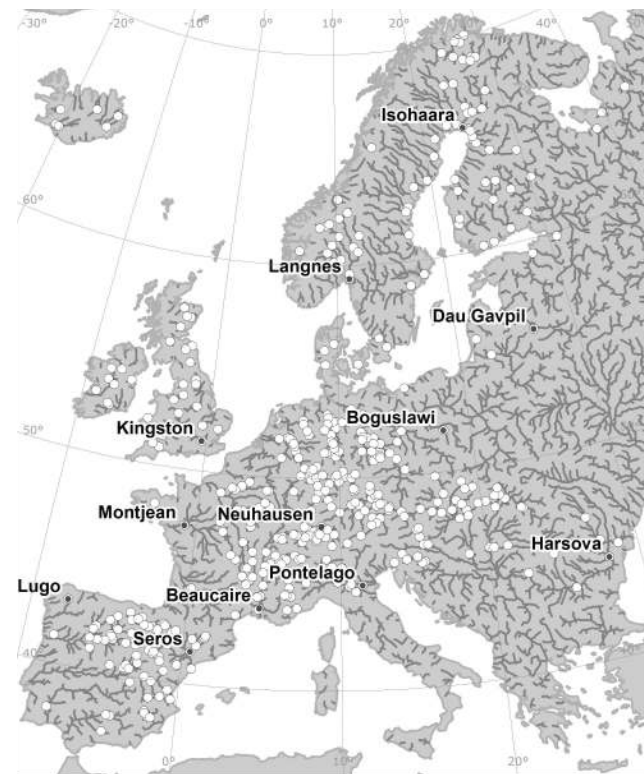 -30°
-20°
-10°
0°
10°
20°
30°
40°
50°
Isohaara
60°
Langnes
Dau Gavpil
50°
Boguslawi
Kingston
Montjean
Neuhausen
Harsova
Pontelago
Lugo
Beaucaire
Seros
40°
0°
10°
20°